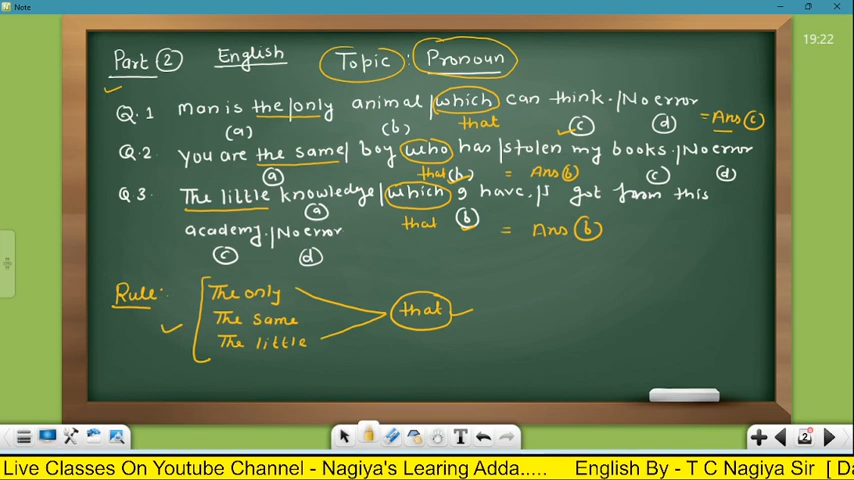 Note
19:22
Part 2 English Topic : Pronoun
Q.1 Man is the|only animal|which can think.|No error
that = Ans (c)
(a) (b) (c) (d)
Q.2. You are the same| boy who has |stolen my books.|No error
(a) that (b) = Ans (b) (c) (d)
Q 3. The little knowledge|which I have.|is got from this
(a) that (b)
academy.|No error = Ans (b)
(c) (d)
Rule:. The only
The same that
The little
2
Live Classes On Youtube Channel - Nagiya's Learing Adda..... English By - T C Nagiya Sir [ Da